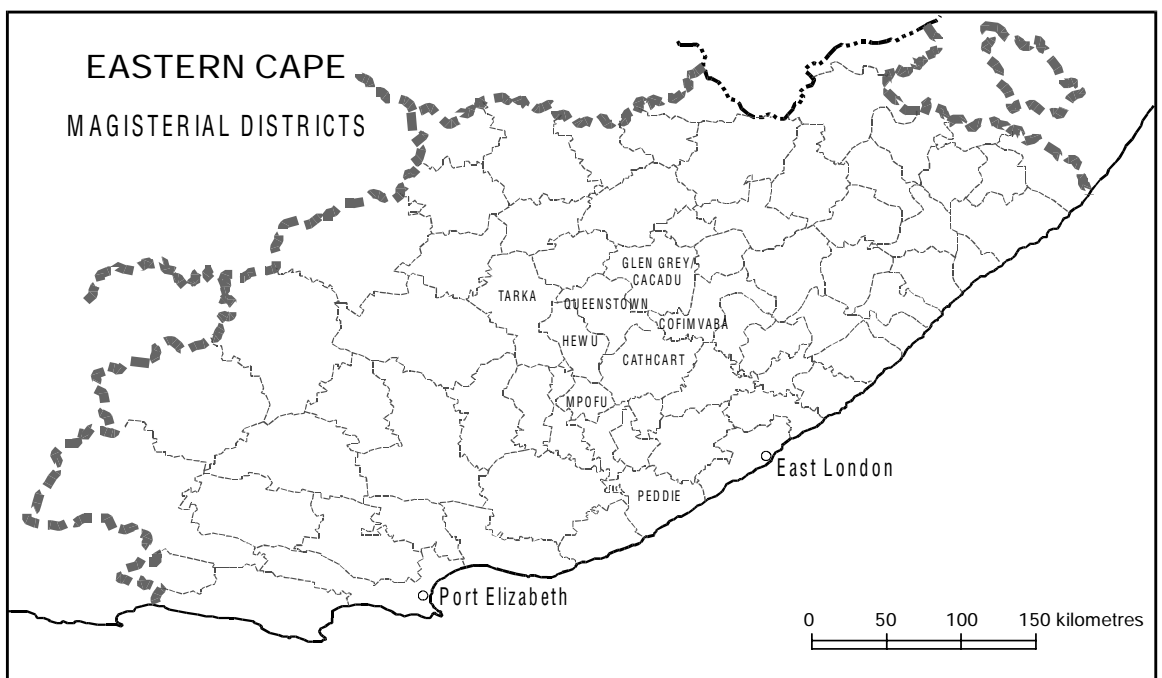 EASTERN CAPE
MAGISTERIAL DISTRICTS
GLEN GREY/
CACADU
TARKA
QUEENSTOWN
COFIMVABA
HEWU
CATHCART
MPOFU
East London
PEDDIE
Port Elizabeth
0 50 100 150 kilometres